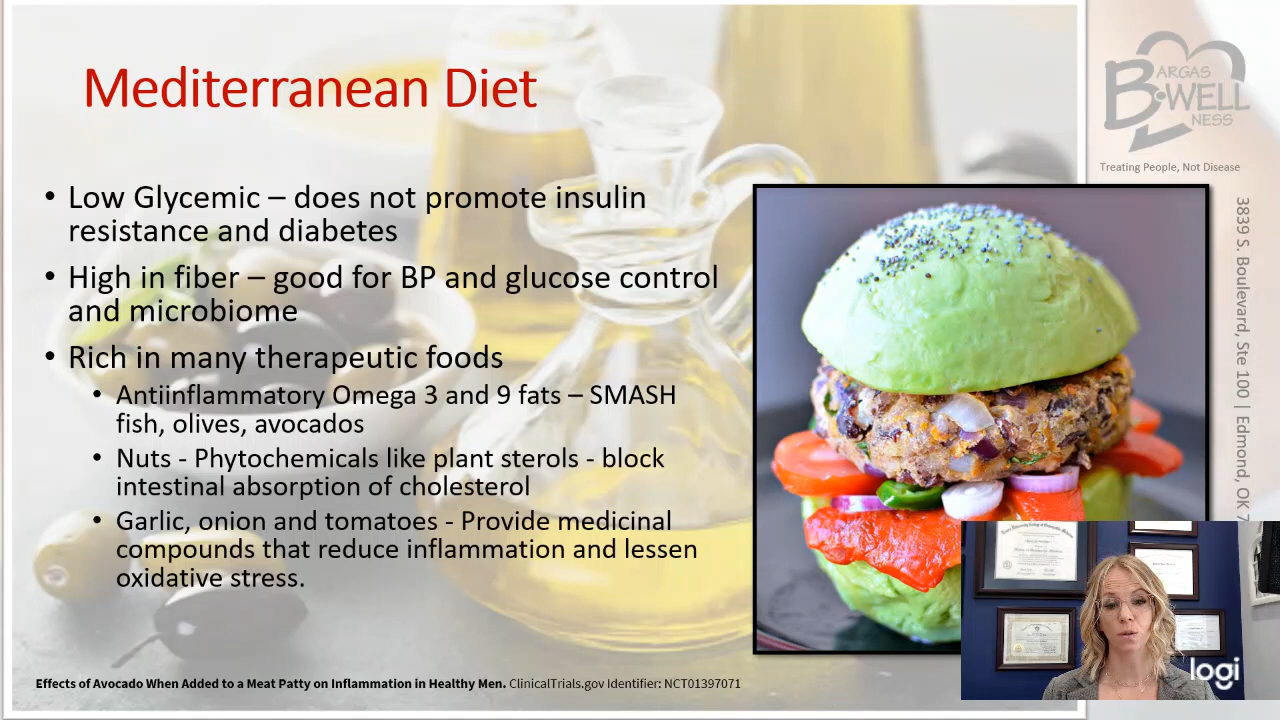 Mediterranean Diet
• Low Glycemic – does not promote insulin
resistance and diabetes
• High in fiber – good for BP and glucose control
and microbiome
• Rich in many therapeutic foods
• Antiinflammatory Omega 3 and 9 fats – SMASH
fish, olives, avocados
• Nuts - Phytochemicals like plant sterols - block
intestinal absorption of cholesterol
• Garlic, onion and tomatoes - Provide medicinal
compounds that reduce inflammation and lessen
oxidative stress.
Effects of Avocado When Added to a Meat Patty on Inflammation in Healthy Men. ClinicalTrials.gov Identifier: NCT01397071
BARGAS
WELL
NESS
Treating People, Not Disease
3839 S. Boulevard, Ste 100 | Edmond, OK 7
logi